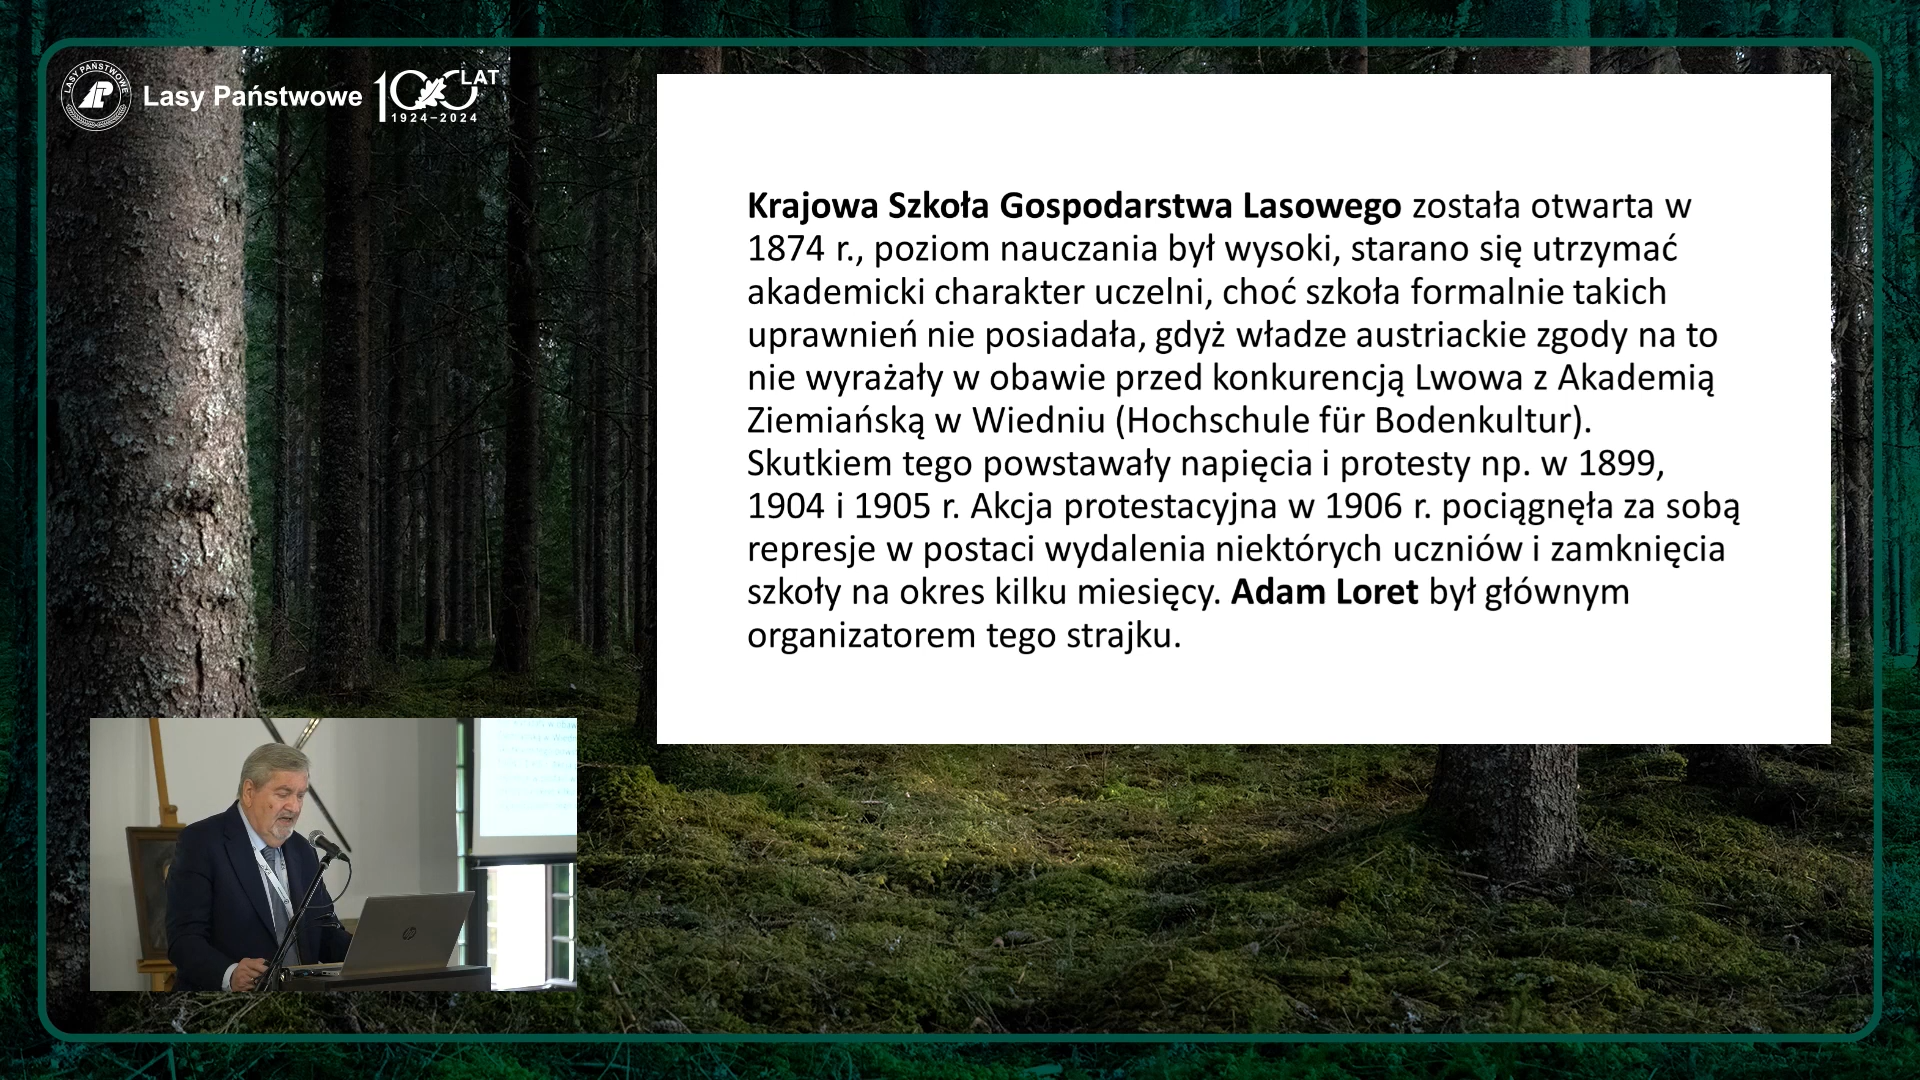 LASY PAŃSTWOWE
Lasy Państwowe
100 LAT
1924–2024
Krajowa Szkoła Gospodarstwa Lasowego została otwarta w
1874 r., poziom nauczania był wysoki, starano się utrzymać
akademicki charakter uczelni, choć szkoła formalnie takich
uprawnień nie posiadała, gdyż władze austriackie zgody na to
nie wyrażały w obawie przed konkurencją Lwowa z Akademią
Ziemiańską w Wiedniu (Hochschule für Bodenkultur).
Skutkiem tego powstawały napięcia i protesty np. w 1899,
1904 i 1905 r. Akcja protestacyjna w 1906 r. pociągnęła za sobą
represje w postaci wydalenia niektórych uczniów i zamknięcia
szkoły na okres kilku miesięcy. Adam Loret był głównym
organizatorem tego strajku.
hp